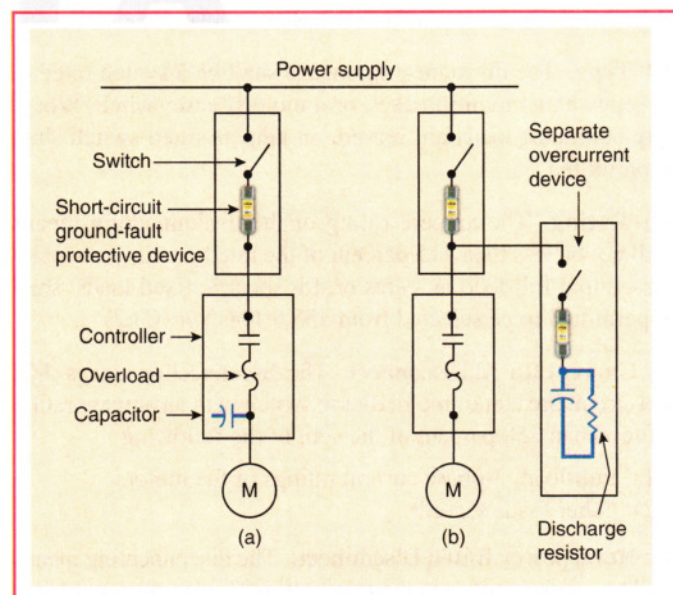 Power supply
Switch
Short-circuit
ground-fault
protective device
Controller
Overload
Capacitor
M
(a)
M
(b)
Separate
overcurrent
device
Discharge
resistor